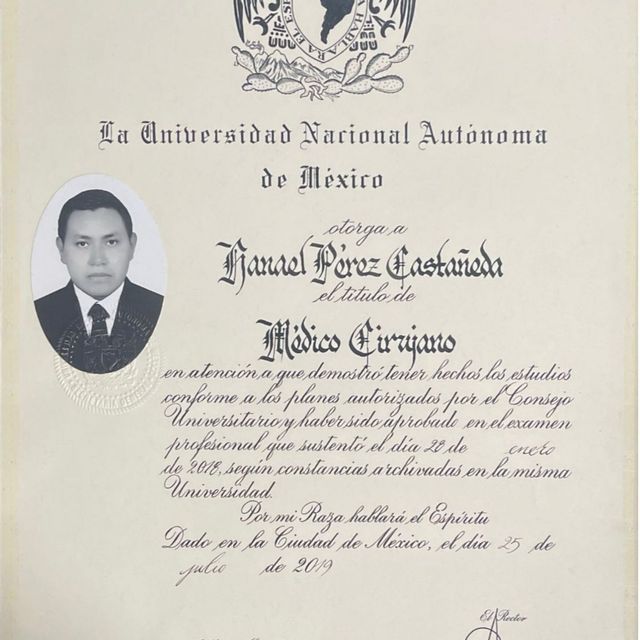 La Universidad Nacional Autónoma
de México
otorga a
Hanael Pérez Castañeda
el título de
Médico Cirujano
en atención a que demostró tener hechos los estudios
conforme a los planes autorizados por el Consejo
Universitario y haber sido aprobado en el examen
profesional que sustentó el día 28 de enero
de 2018, según constancias archivadas en la misma
Universidad.
Por mi Raza hablará el Espíritu
Dado en la Ciudad de México, el día 25 de
julio de 2019
El Rector